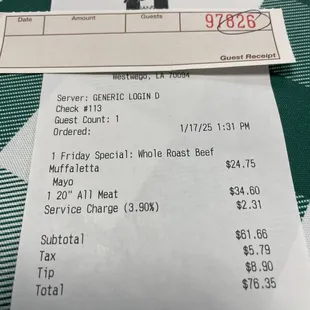 Date Amount Guests 97826
Guest Receipt
Westwego, LA 70094
Server: GENERIC LOGIN D
Check #113
Guest Count: 1
Ordered: 1/17/25 1:31 PM
1 Friday Special: Whole Roast Beef
Muffaletta $24.75
Mayo
1 20" All Meat $34.60
Service Charge (3.90%) $2.31
Subtotal $61.66
Tax $5.79
Tip $8.90
Total $76.35